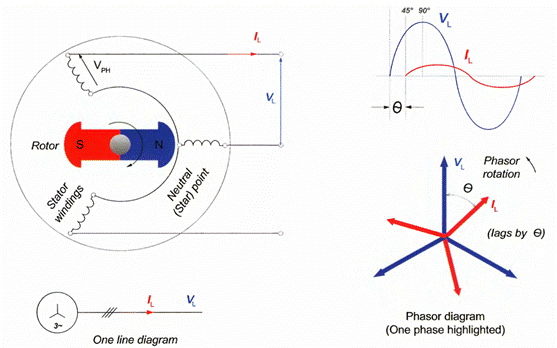 I_L
V_PH
V_L
Rotor
S
N
Stator
windings
Neutral
(Star) point
3~
I_L
V_L
One line diagram
45°
90°
V_L
I_L
Θ
V_L
Phasor
rotation
Θ
I_L
(lags by Θ)
Phasor diagram
(One phase highlighted)